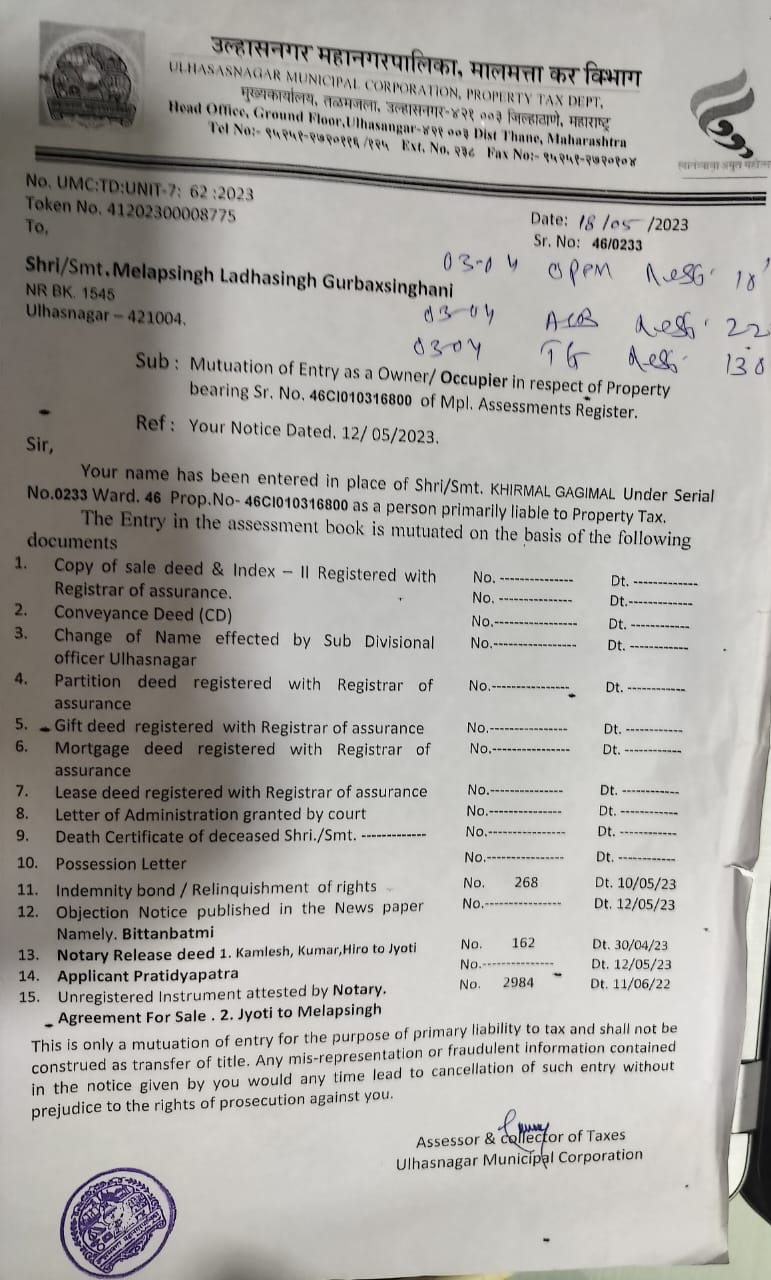 उल्हासनगर महानगरपालिका, मालमत्ता कर विभाग
ULHASASNAGAR MUNICIPAL CORPORATION, PROPERTY TAX DEPT,
मुख्यकार्यालय, तळमजला, उल्हासनगर-४२१ ००३ जिल्हाठाणे, महाराष्ट्र
Head Office, Ground Floor,Ulhasangar-४२१ ००३ Dist Thane, Maharashtra
Tel No:- Ext. No, २३८ Fax No:-
No. UMC:TD:UNIT-7: 62 :2023
Token No. 41202300008775
To,
Date: 18/05 /2023
Sr. No: 46/0233
Shri/Smt. Melapsingh Ladhasingh Gurbaxsinghani
NR BK. 1545
Ulhasnagar – 421004.
03-04
03-04
03-04
Sub : Mutuation of Entry as a Owner/ Occupier in respect of Property
bearing Sr. No. 46CI010316800 of Mpl. Assessments Register.
Ref : Your Notice Dated. 12/ 05/2023.
Sir,
Your name has been entered in place of Shri/Smt. KHIRMAL GAGIMAL Under Serial
No.0233 Ward. 46 Prop.No- 46CI010316800 as a person primarily liable to Property Tax.
The Entry in the assessment book is mutuated on the basis of the following
documents
1. Copy of sale deed & Index – II Registered with No. --------------- Dt. -------------
Registrar of assurance. No. --------------- Dt.-------------
2. Conveyance Deed (CD) No.----------------- Dt. ------------
3. Change of Name effected by Sub Divisional No.----------------- Dt. ------------
officer Ulhasnagar
4. Partition deed registered with Registrar of No.---------------- Dt. ------------
assurance
5. Gift deed registered with Registrar of assurance No.---------------- Dt. ------------
6. Mortgage deed registered with Registrar of No.---------------- Dt. ------------
assurance
7. Lease deed registered with Registrar of assurance No.--------------- Dt. ------------
8. Letter of Administration granted by court No.--------------- Dt. ------------
9. Death Certificate of deceased Shri./Smt. ------------- No.---------------- Dt. ------------
10. Possession Letter No.---------------- Dt. ------------
11. Indemnity bond / Relinquishment of rights No. 268 Dt. 10/05/23
12. Objection Notice published in the News paper No.---------------- Dt. 12/05/23
Namely. Bittanbatmi
13. Notary Release deed 1. Kamlesh, Kumar,Hiro to Jyoti No. 162 Dt. 30/04/23
14. Applicant Pratidyapatra No.--------------- Dt. 12/05/23
15. Unregistered Instrument attested by Notary. No. 2984 Dt. 11/06/22
Agreement For Sale . 2. Jyoti to Melapsingh
This is only a mutuation of entry for the purpose of primary liability to tax and shall not be
construed as transfer of title. Any mis-representation or fraudulent information contained
in the notice given by you would any time lead to cancellation of such entry without
prejudice to the rights of prosecution against you.
Assessor & collector of Taxes
Ulhasnagar Municipal Corporation